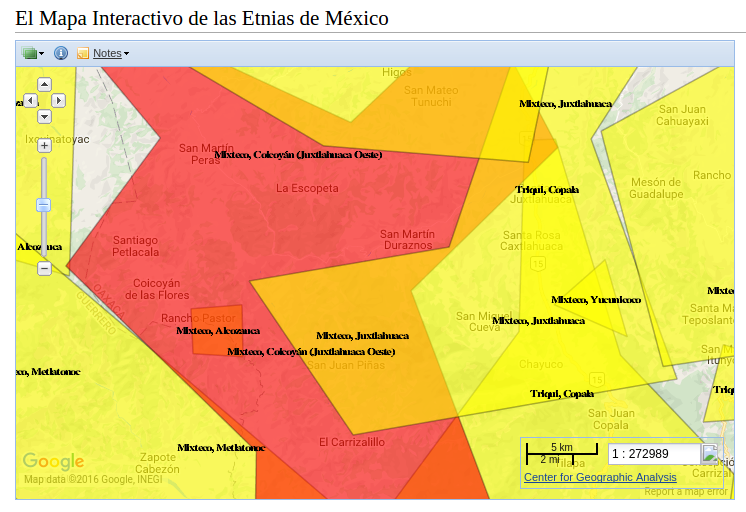 El Mapa Interactivo de las Etnias de México
Notes
Higos
San Mateo
Tunuchi
Mixteco, Juxtlahuaca
San Juan
Cahuayaxi
San Martín
Peras
Mixteco, Coicoyán (Juxtlahuaca Oeste)
La Escopeta
Triqui, Copala
Juxtlahuaca
Mesón de
Guadalupe
Rancho
Santiago
Petlacala
San Martín
Duraznos
Santa Rosa
Caxtlahuaca
Alcozauca
15
Coicoyán
de las Flores
OAXACA
GUERRERO
Mixteco, Yucunicoco
Rancho Pastor
Mixteco, Alcozauca
San Miguel
Cueva
Mixteco, Juxtlahuaca
Santa
Mixteco, Juxtlahuaca
Mixteco, Coicoyán (Juxtlahuaca Oeste)
San Juan Piñas
Chayuco
15
Mixteco, Metlatonoc
Triqui, Copala
San Juan
Copala
El Carrizalillo
Mixteco, Metlatonoc
Zapote
Cabezón
Google
Map data ©2016 Google, INEGI
5 km
2 mi
Tilapa
1 : 272989
Center for Geographic Analysis
Report a map error